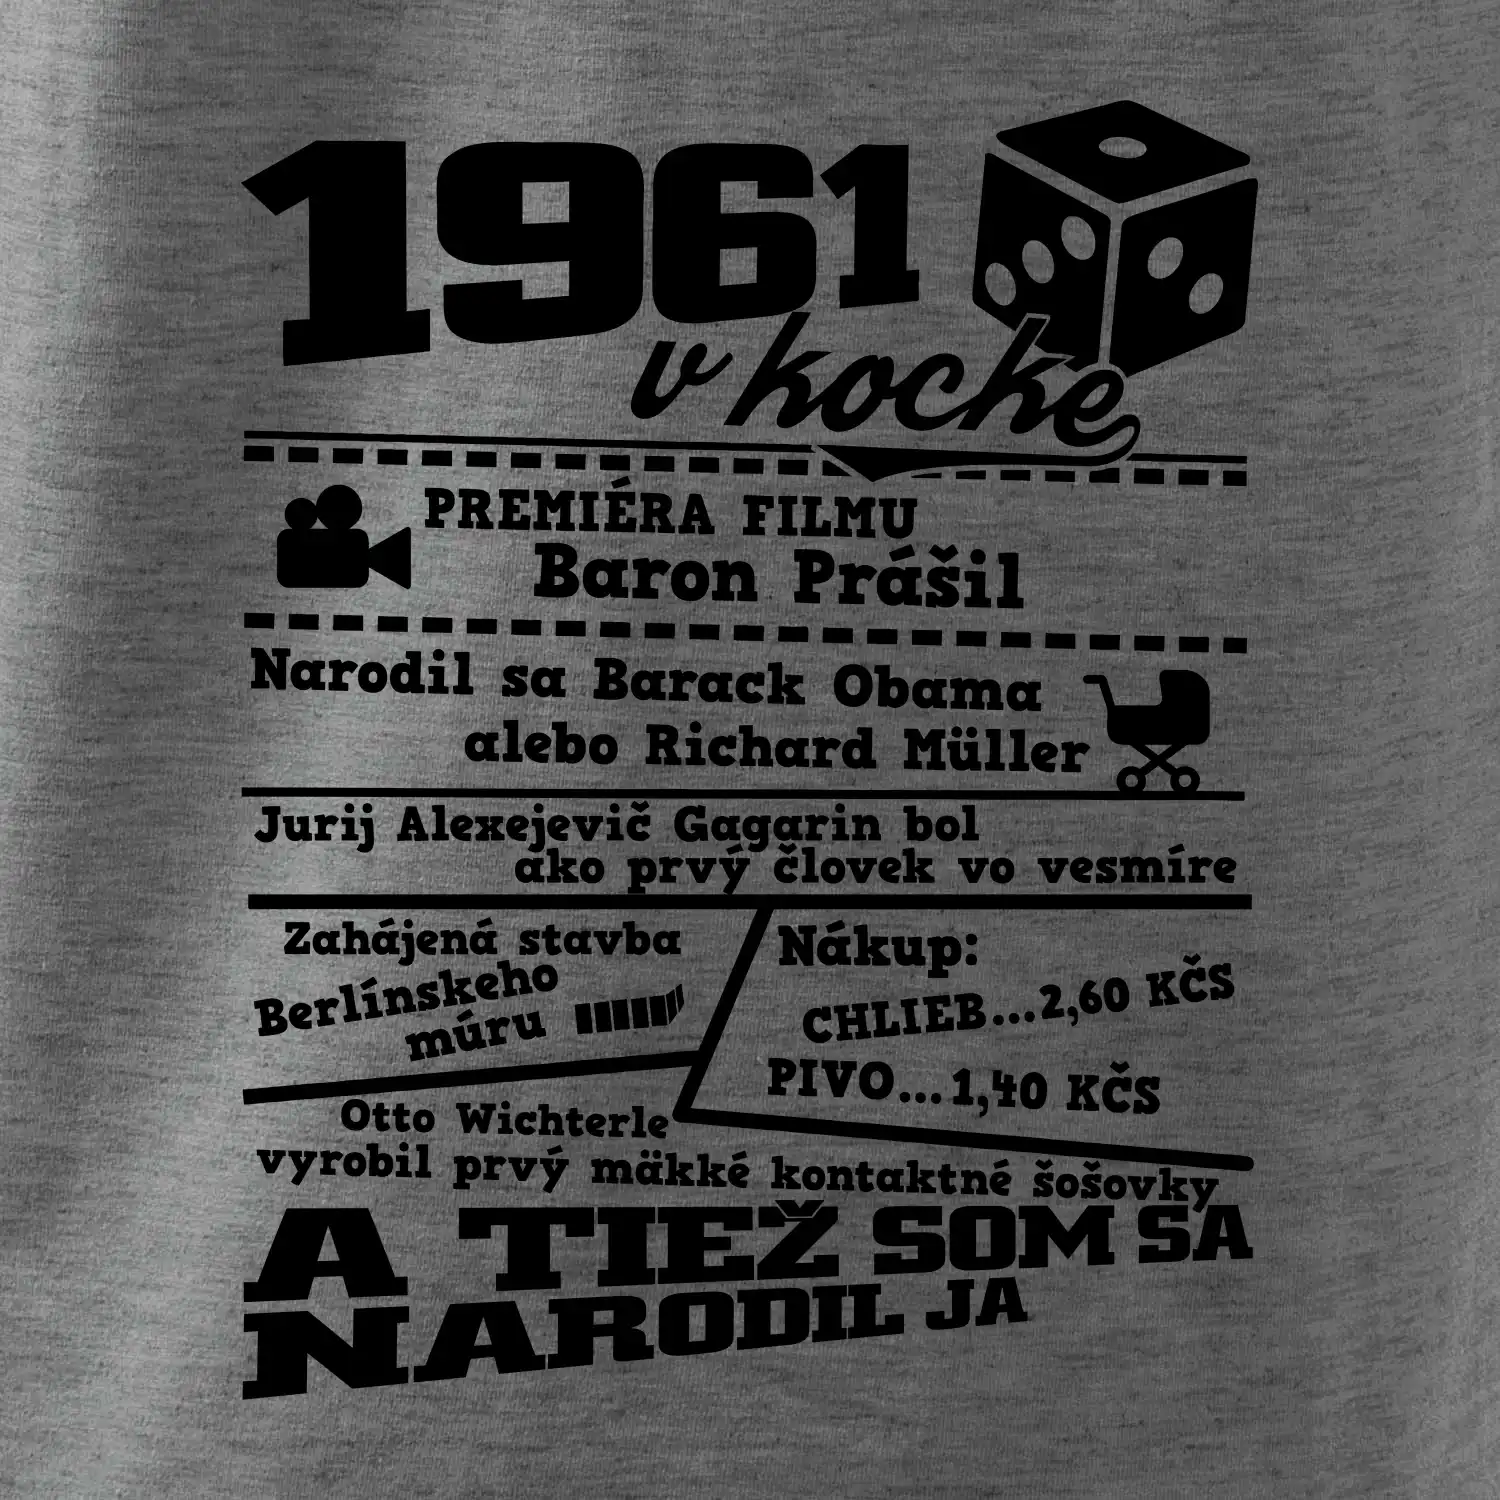 1961
v kocke
PREMIÉRA FILMU
Baron Prášil
Narodil sa Barack Obama
alebo Richard Müller
Jurij Alexejevič Gagarin bol
ako prvý človek vo vesmíre
Zahájená stavba
Berlínskeho
múru
Nákup:
CHLIEB...2,60 KČS
PIVO...1,40 KČS
Otto Wichterle
vyrobil prvý mäkké kontaktné šošovky
A TIEŽ SOM SA
NARODIL JA